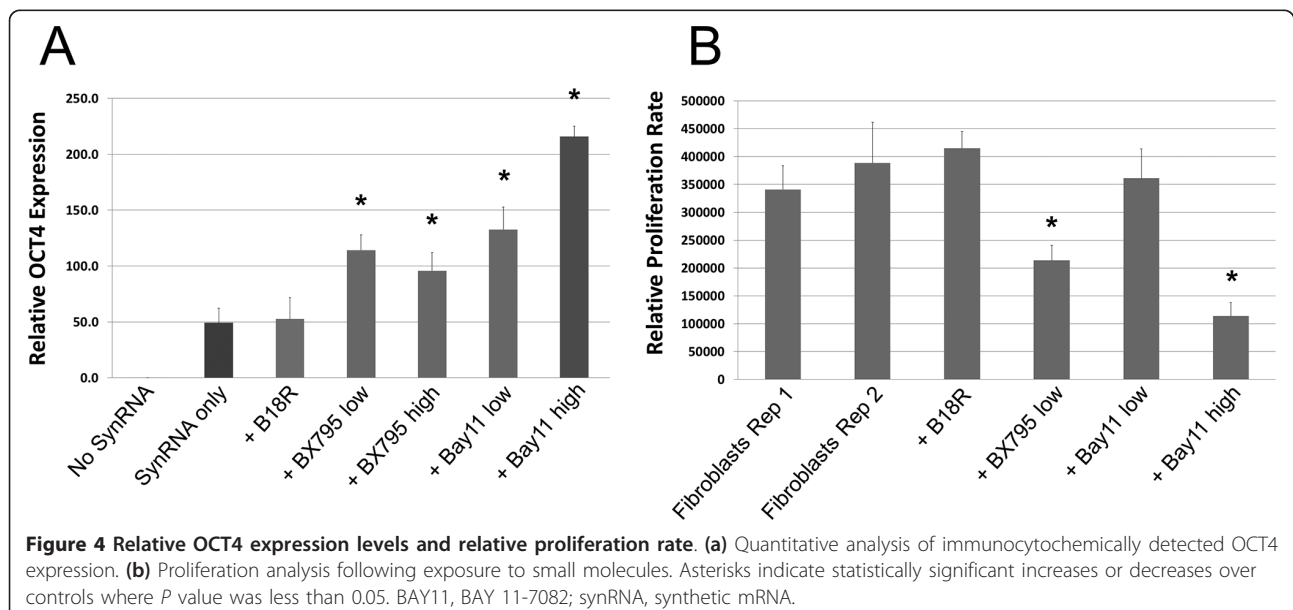 A
Relative OCT4 Expression
250.0
200.0
150.0
100.0
50.0
0.0
*
*
*
*
No SynRNA
SynRNA only
+ B18R
+ BX795 low
+ BX795 high
+ Bay11 low
+ Bay11 high
B
Relative Proliferation Rate
500000
450000
400000
350000
300000
250000
200000
150000
100000
50000
0
*
*
Fibroblasts Rep 1
Fibroblasts Rep 2
+ B18R
+ BX795 low
+ Bay11 low
+ Bay11 high
Figure 4 Relative OCT4 expression levels and relative proliferation rate. (a) Quantitative analysis of immunocytochemically detected OCT4
expression. (b) Proliferation analysis following exposure to small molecules. Asterisks indicate statistically significant increases or decreases over
controls where P value was less than 0.05. BAY11, BAY 11-7082; synRNA, synthetic mRNA.